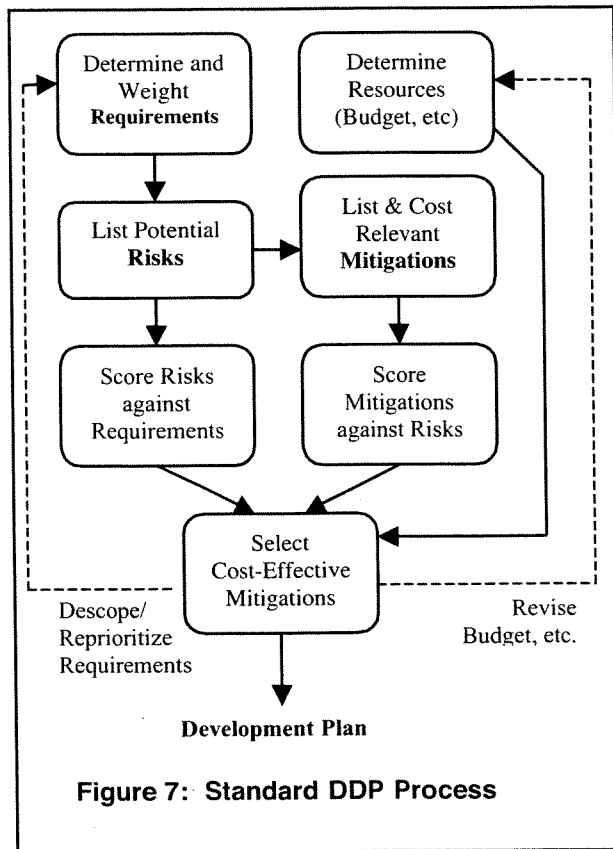 Determine and
Weight
Requirements
Determine
Resources
(Budget, etc)
List Potential
Risks
List & Cost
Relevant
Mitigations
Score Risks
against
Requirements
Score
Mitigations
against Risks
Select
Cost-Effective
Mitigations
Descope/
Reprioritize
Requirements
Revise
Budget, etc.
Development Plan
Figure 7: Standard DDP Process